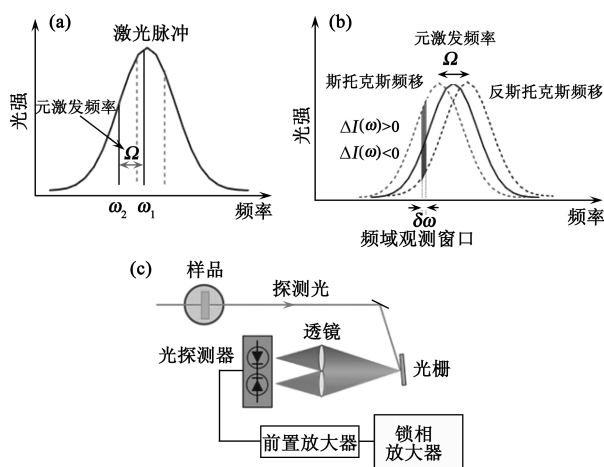 (a)
激光脉冲
光强
元激发频率
Ω
ω₂
ω₁
频率
(b)
元激发频率
Ω
斯托克斯频移
反斯托克斯频移
光强
ΔI(ω)>0
ΔI(ω)<0
δω
频率
频域观测窗口
(c)
样品
探测光
透镜
光探测器
光栅
前置放大器
锁相
放大器